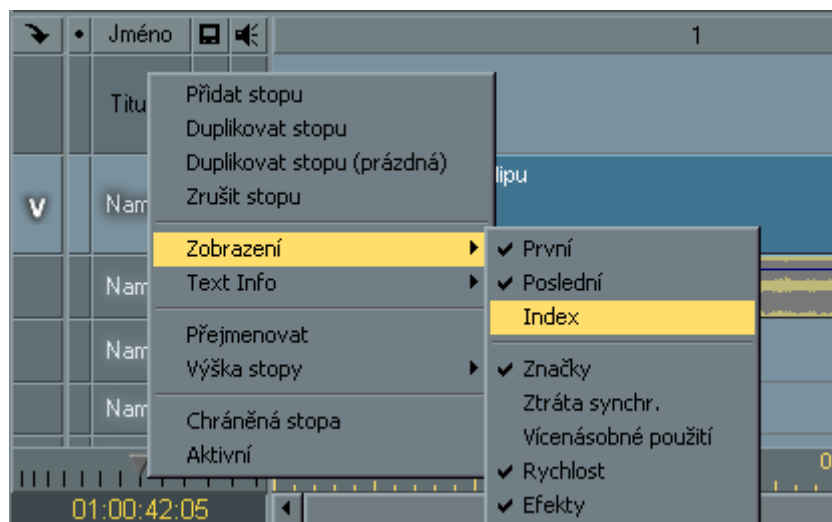 Jméno
1
Titu
Přidat stopu
Duplikovat stopu
Duplikovat stopu (prázdná)
Zrušit stopu
lipu
V
Nam
Zobrazení
První
Nam
Text Info
Poslední
Index
Přejmenovat
Nam
Výška stopy
Značky
Nam
Chráněná stopa
Ztráta synchr.
Vícenásobné použití
Aktivní
Rychlost
0
01:00:42:05
Efekty